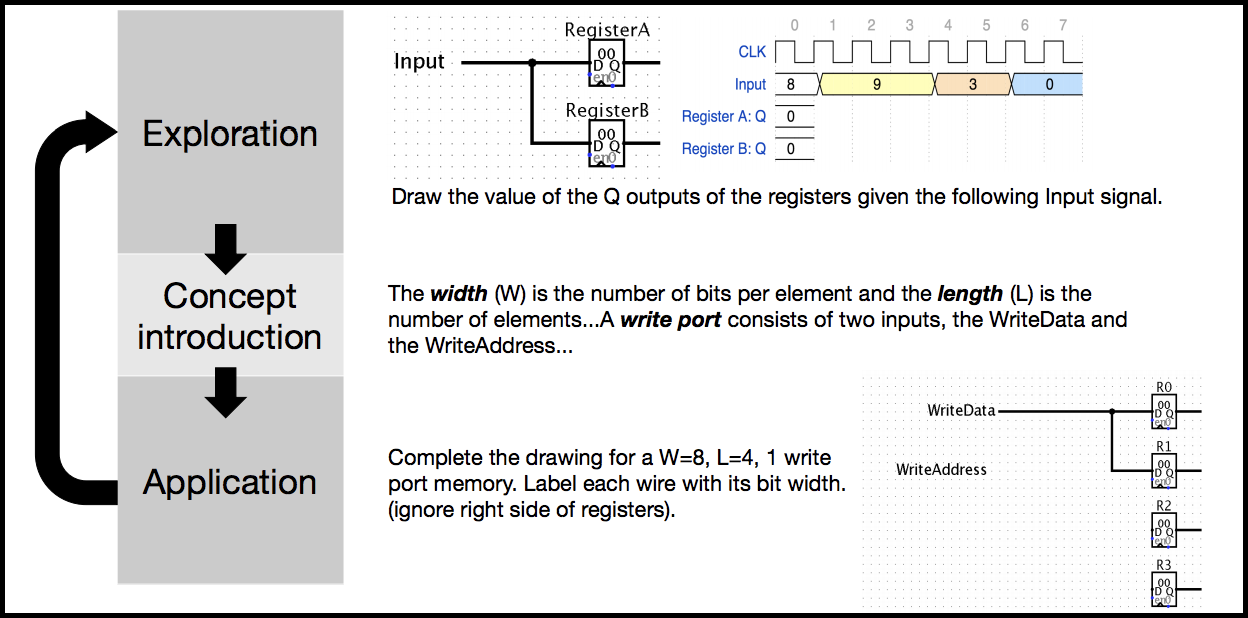 Exploration
Concept
introduction
Application
Input
RegisterA
00
D Q
en0
RegisterB
00
D Q
en0
0 1 2 3 4 5 6 7
CLK
Input 8 9 3 0
Register A: Q 0
Register B: Q 0
Draw the value of the Q outputs of the registers given the following Input signal.
The width (W) is the number of bits per element and the length (L) is the
number of elements...A write port consists of two inputs, the WriteData and
the WriteAddress...
Complete the drawing for a W=8, L=4, 1 write
port memory. Label each wire with its bit width.
(ignore right side of registers).
WriteData
WriteAddress
R0
00
D Q
en0
R1
00
D Q
en0
R2
00
D Q
en0
R3
00
D Q
en0